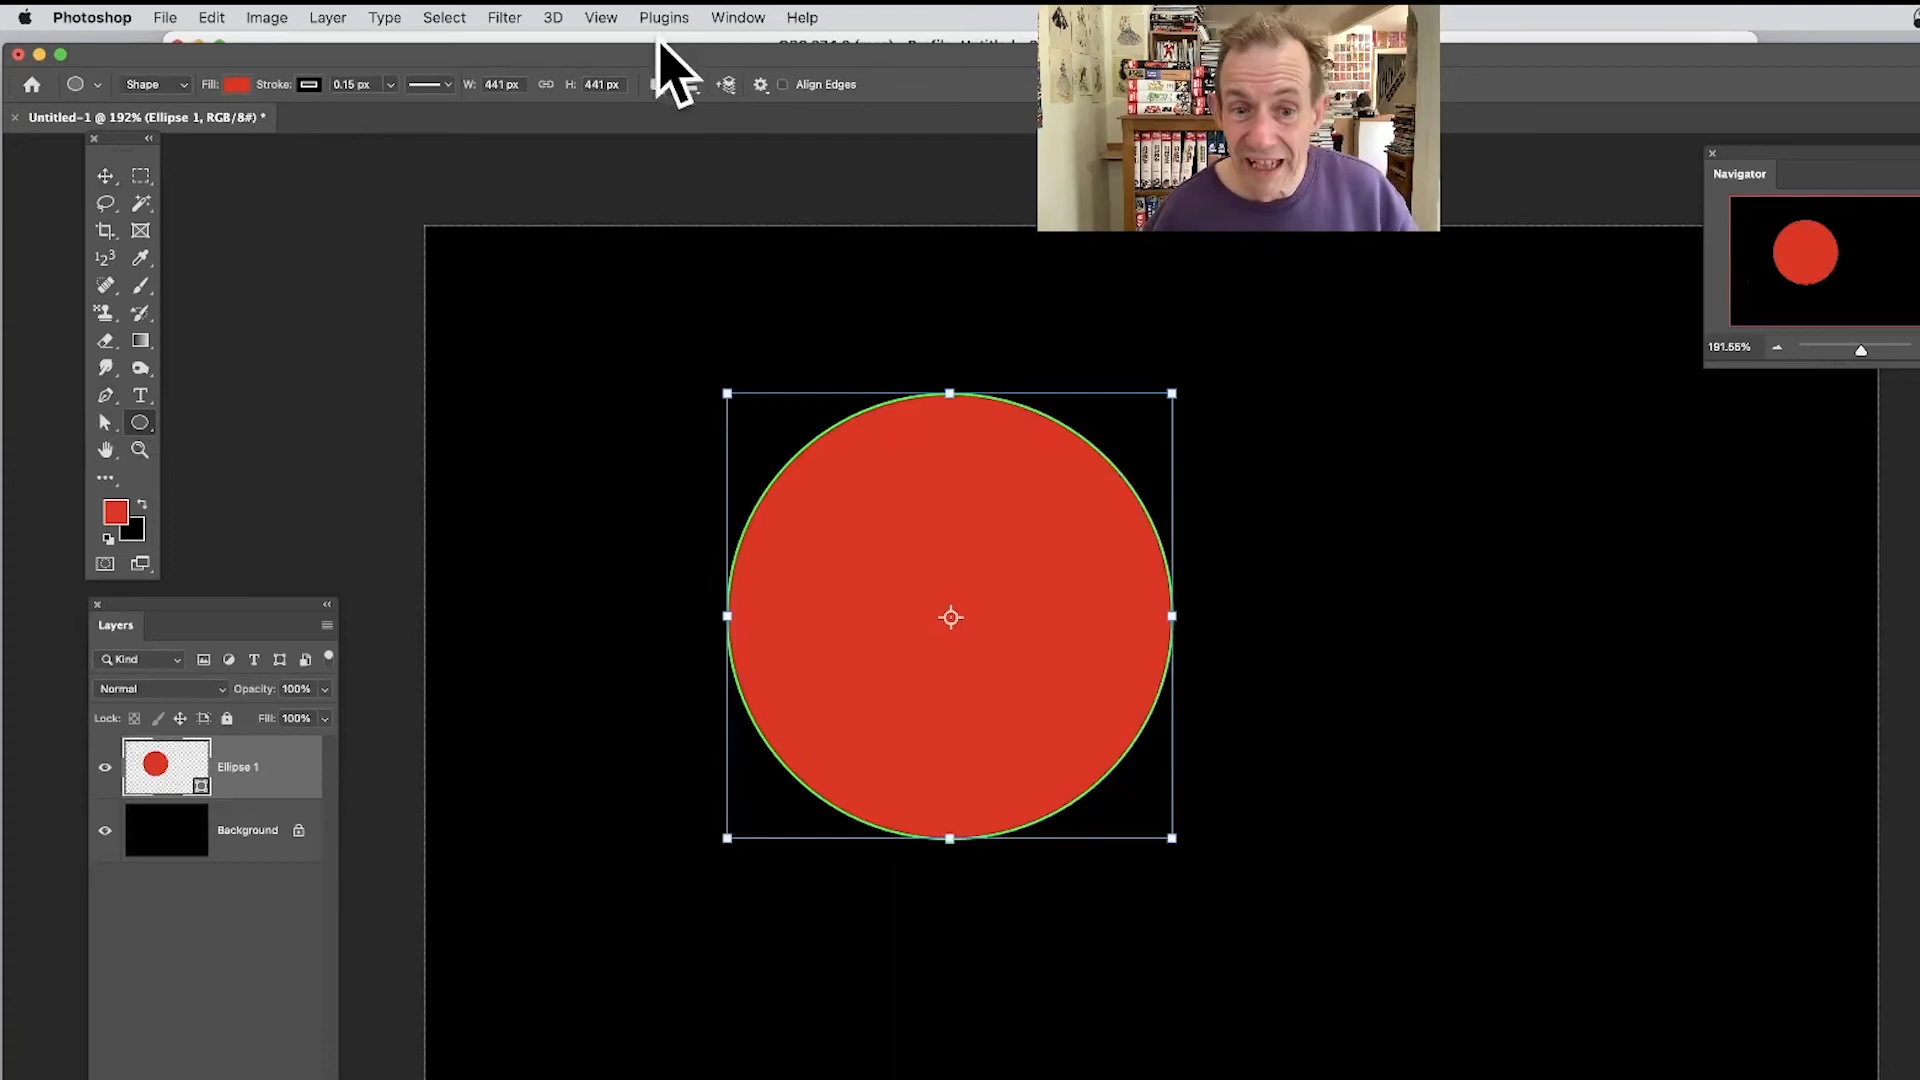 Photoshop File Edit Image Layer Type Select Filter 3D View Plugins Window Help
Shape Fill: Stroke: 0.15 px W: 441 px H: 441 px Align Edges
Untitled-1 @ 192% (Ellipse 1, RGB/8#) *
Navigator
191.55%
Layers
Kind
Normal Opacity: 100%
Lock: Fill: 100%
Ellipse 1
Background